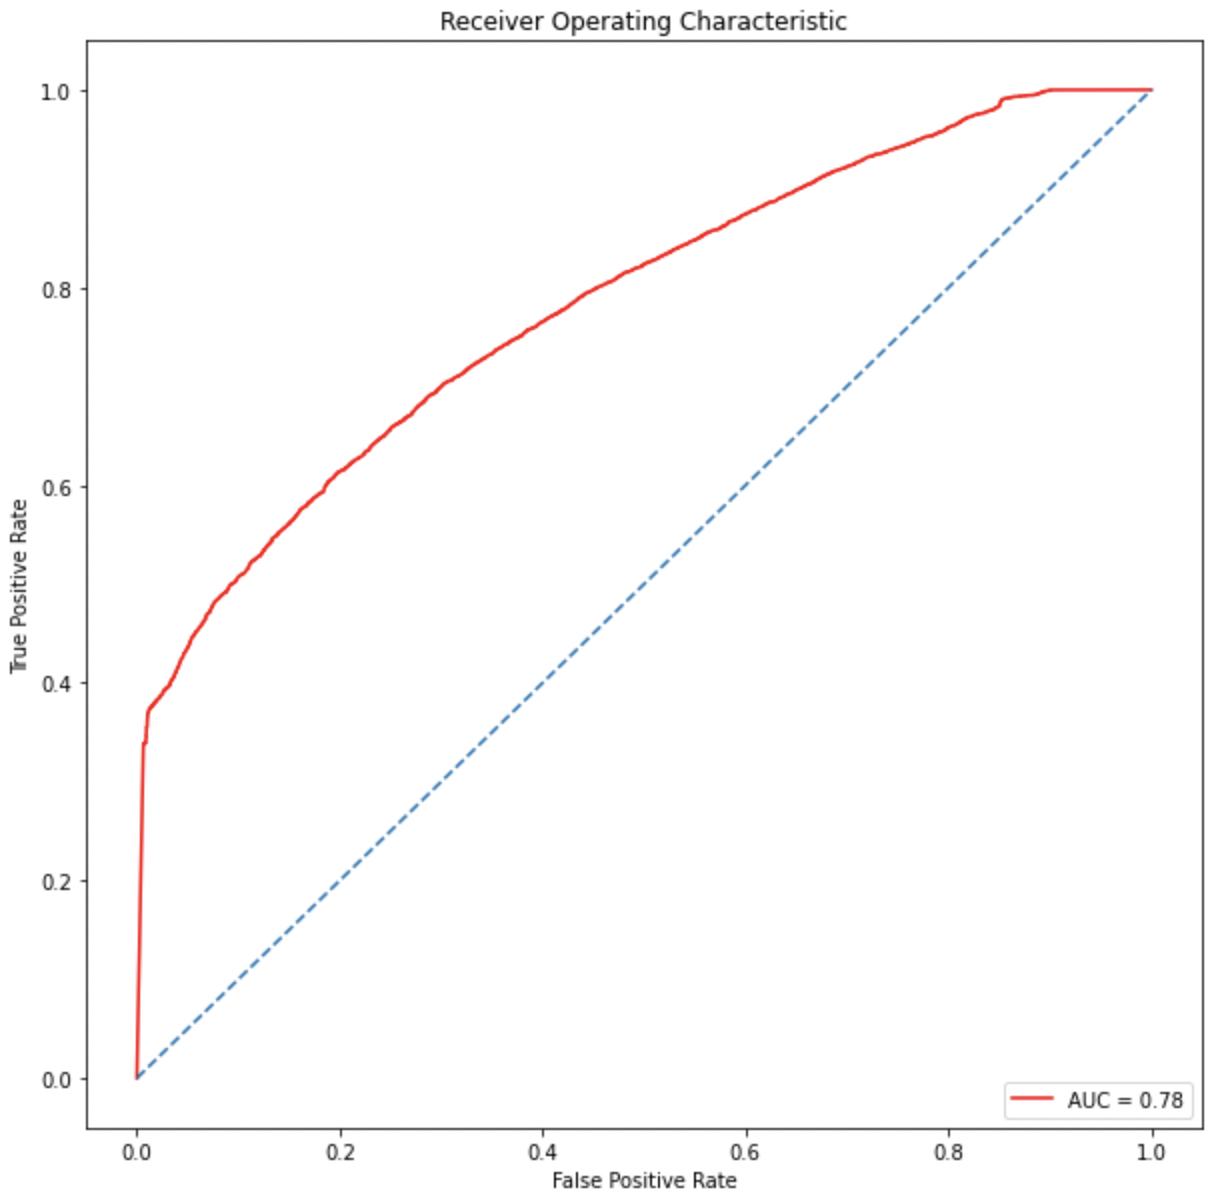 Receiver Operating Characteristic
True Positive Rate
1.0
0.8
0.6
0.4
0.2
0.0
AUC = 0.78
0.0 0.2 0.4 0.6 0.8 1.0
False Positive Rate